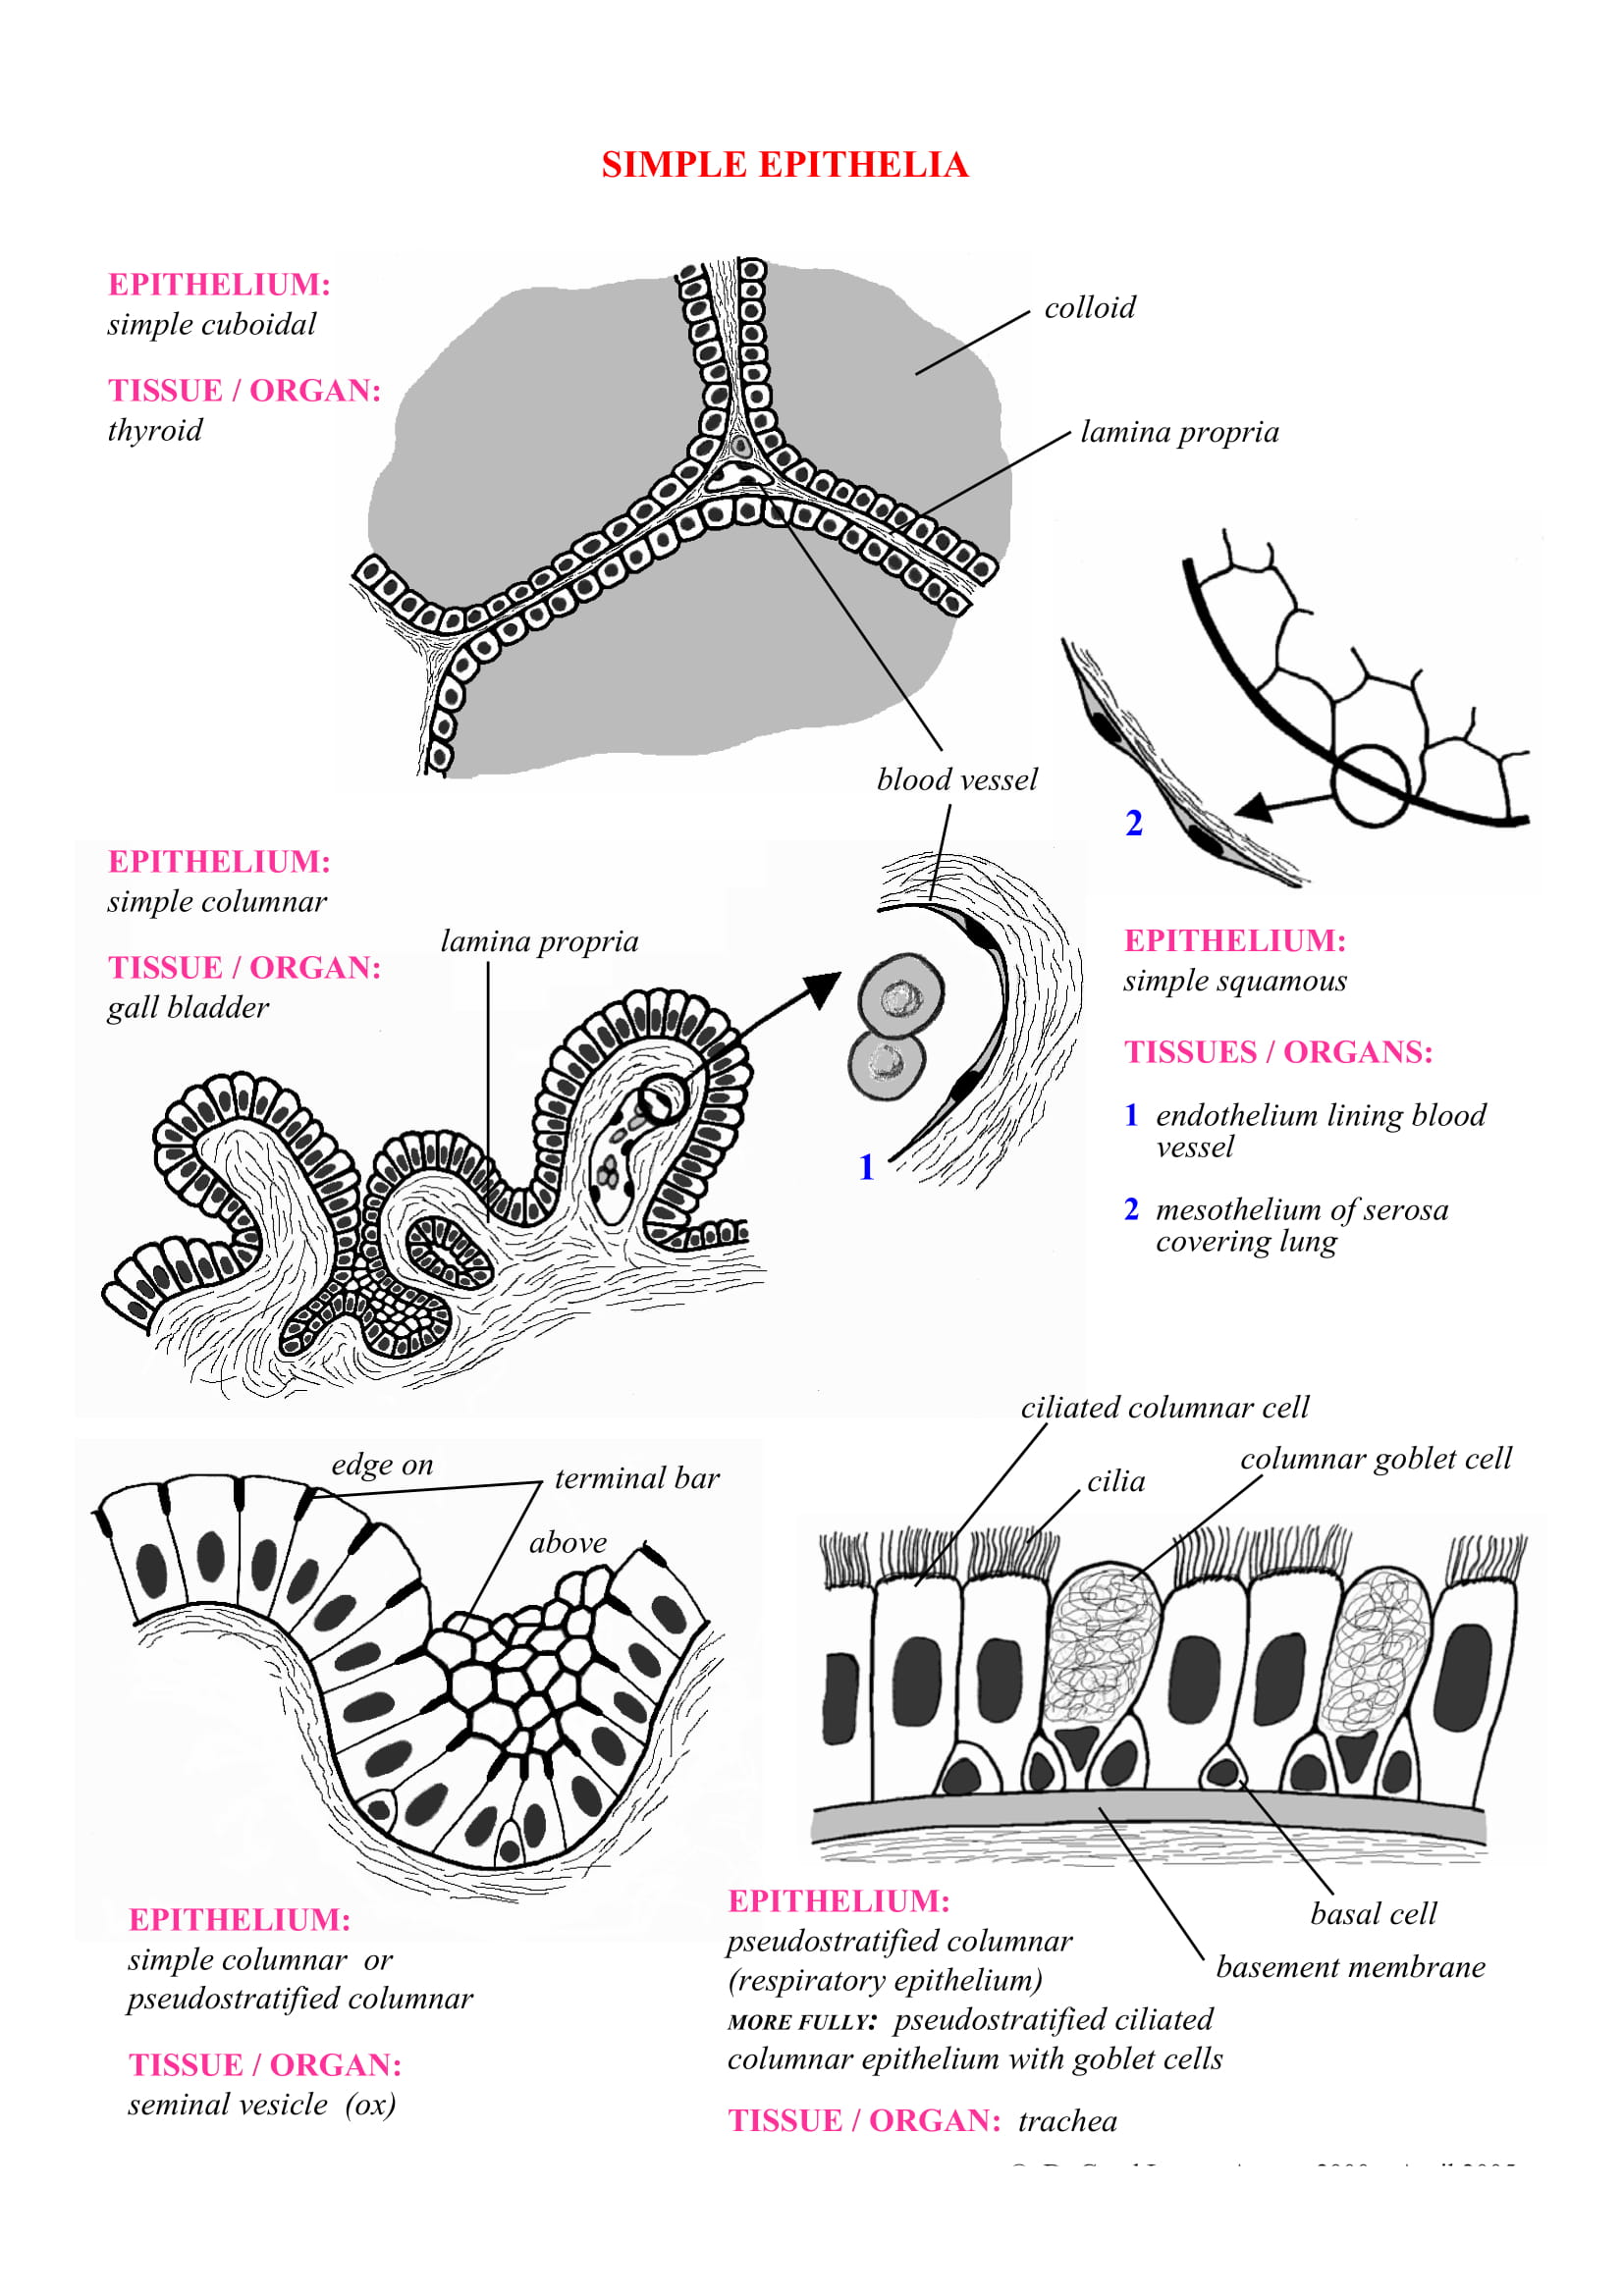 SIMPLE EPITHELIA
EPITHELIUM:
simple cuboidal
TISSUE / ORGAN:
thyroid
colloid
lamina propria
blood vessel
2
EPITHELIUM:
simple columnar
TISSUE / ORGAN:
gall bladder
lamina propria
1
EPITHELIUM:
simple squamous
TISSUES / ORGANS:
1 endothelium lining blood
vessel
2 mesothelium of serosa
covering lung
edge on
terminal bar
above
ciliated columnar cell
columnar goblet cell
cilia
basal cell
basement membrane
EPITHELIUM:
simple columnar or
pseudostratified columnar
TISSUE / ORGAN:
seminal vesicle (ox)
EPITHELIUM:
pseudostratified columnar
(respiratory epithelium)
MORE FULLY: pseudostratified ciliated
columnar epithelium with goblet cells
TISSUE / ORGAN: trachea